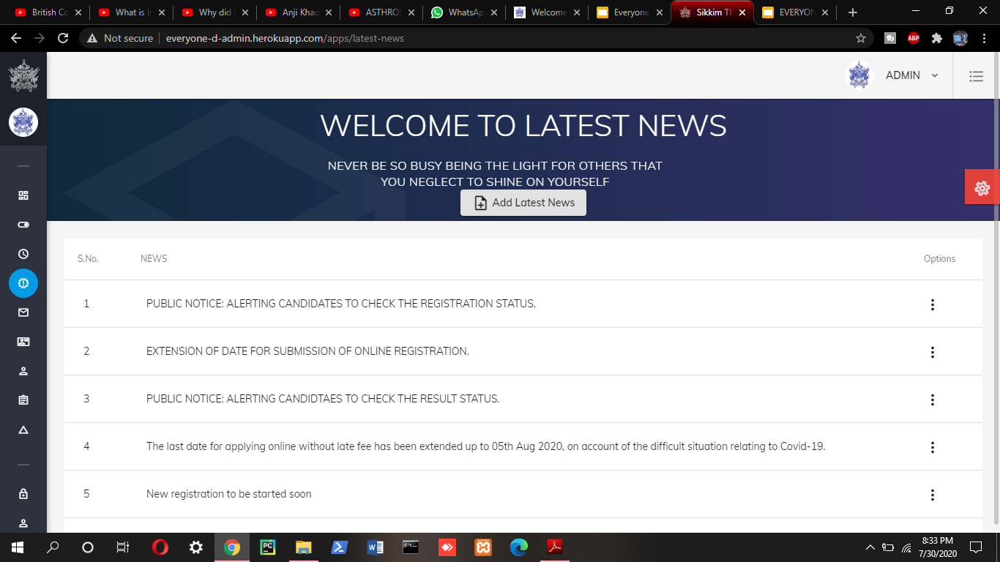 British Co
What is I
Why did
Anji Khad
ASTHROS
WhatsAp
Welcome
Everyone
Sikkim TE
EVERYON
Not secure
everyone-d-admin.herokuapp.com/apps/latest-news
ABP
ADMIN
WELCOME TO LATEST NEWS
NEVER BE SO BUSY BEING THE LIGHT FOR OTHERS THAT
YOU NEGLECT TO SHINE ON YOURSELF
Add Latest News
S.No. NEWS Options
1 PUBLIC NOTICE: ALERTING CANDIDATES TO CHECK THE REGISTRATION STATUS.
2 EXTENSION OF DATE FOR SUBMISSION OF ONLINE REGISTRATION.
3 PUBLIC NOTICE: ALERTING CANDIDTAES TO CHECK THE RESULT STATUS.
4 The last date for applying online without late fee has been extended up to 05th Aug 2020, on account of the difficult situation relating to Covid-19.
5 New registration to be started soon
PC
8:33 PM
7/30/2020